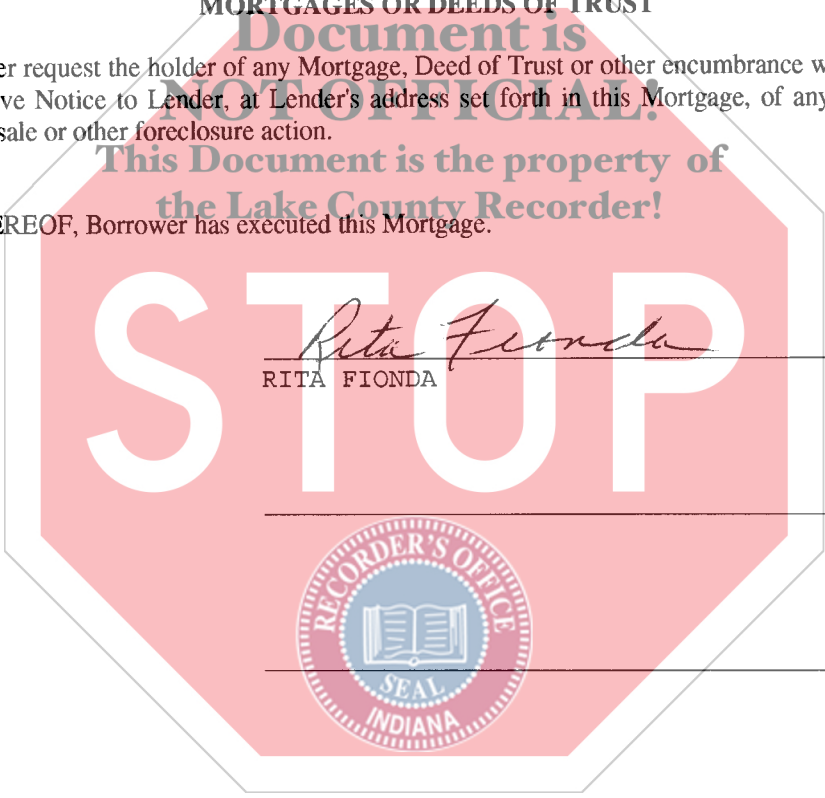 MORTGAGES OR DEEDS OF TRUST
Document is
er request the holder of any Mortgage, Deed of Trust or other encumbrance w
NOT OFFICIAL!
ve Notice to Lender, at Lender's address set forth in this Mortgage, of any
sale or other foreclosure action.
This Document is the property of
the Lake County Recorder!
EREOF, Borrower has executed this Mortgage.
STOP
Rita Fionda
RITA FIONDA
RECORDER'S OFFICE
SEAL
INDIANA